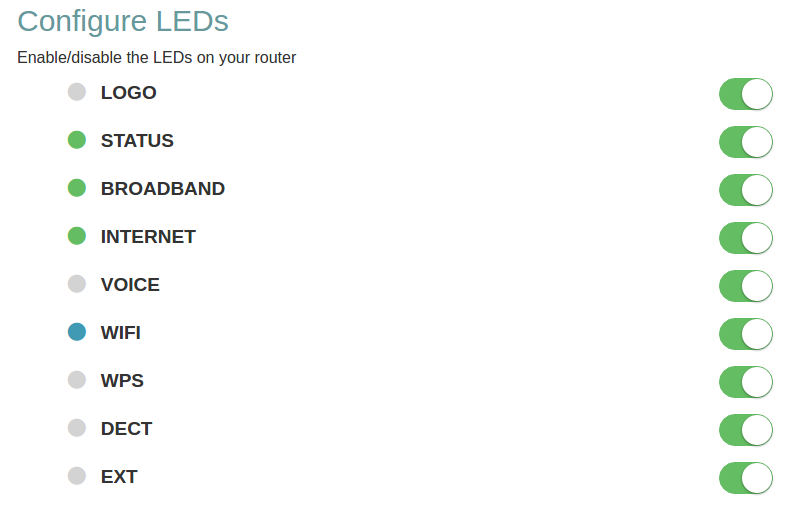 Configure LEDs
Enable/disable the LEDs on your router
LOGO
STATUS
BROADBAND
INTERNET
VOICE
WIFI
WPS
DECT
EXT